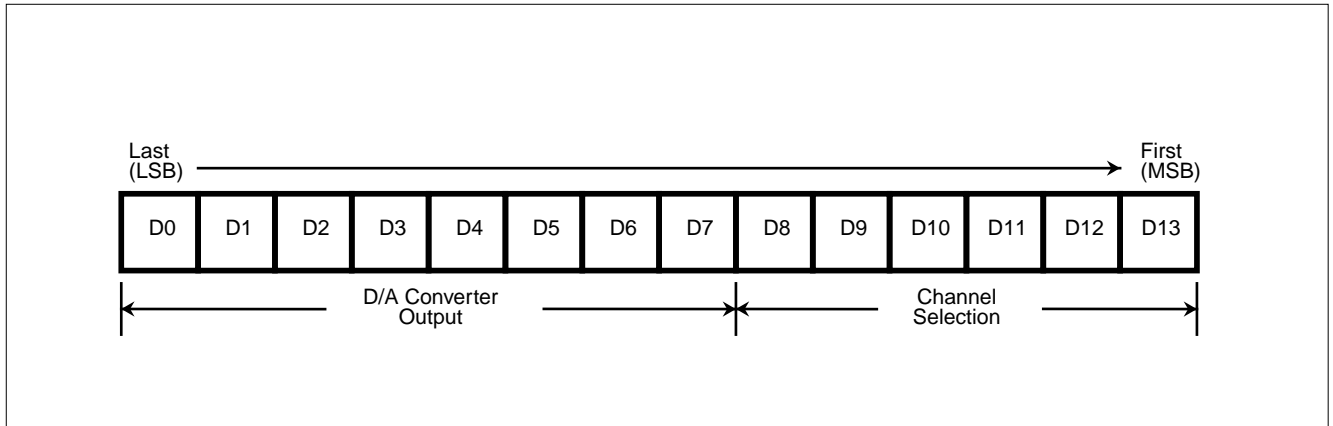 Last
(LSB)
First
(MSB)
D0 D1 D2 D3 D4 D5 D6 D7 D8 D9 D10 D11 D12 D13
D/A Converter
Output
Channel
Selection